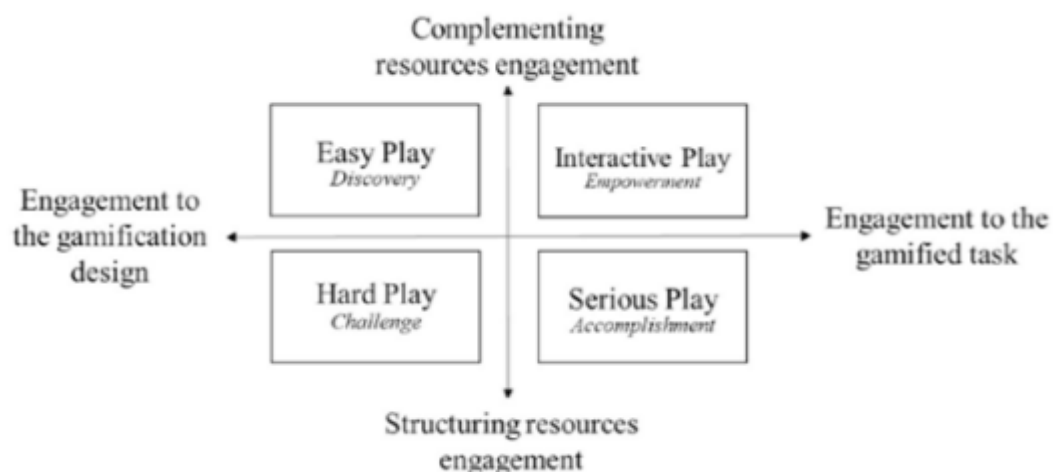 Complementing
resources engagement
Easy Play
Discovery
Interactive Play
Empowerment
Engagement to
the gamification
design
Engagement to the
gamified task
Hard Play
Challenge
Serious Play
Accomplishment
Structuring resources
engagement